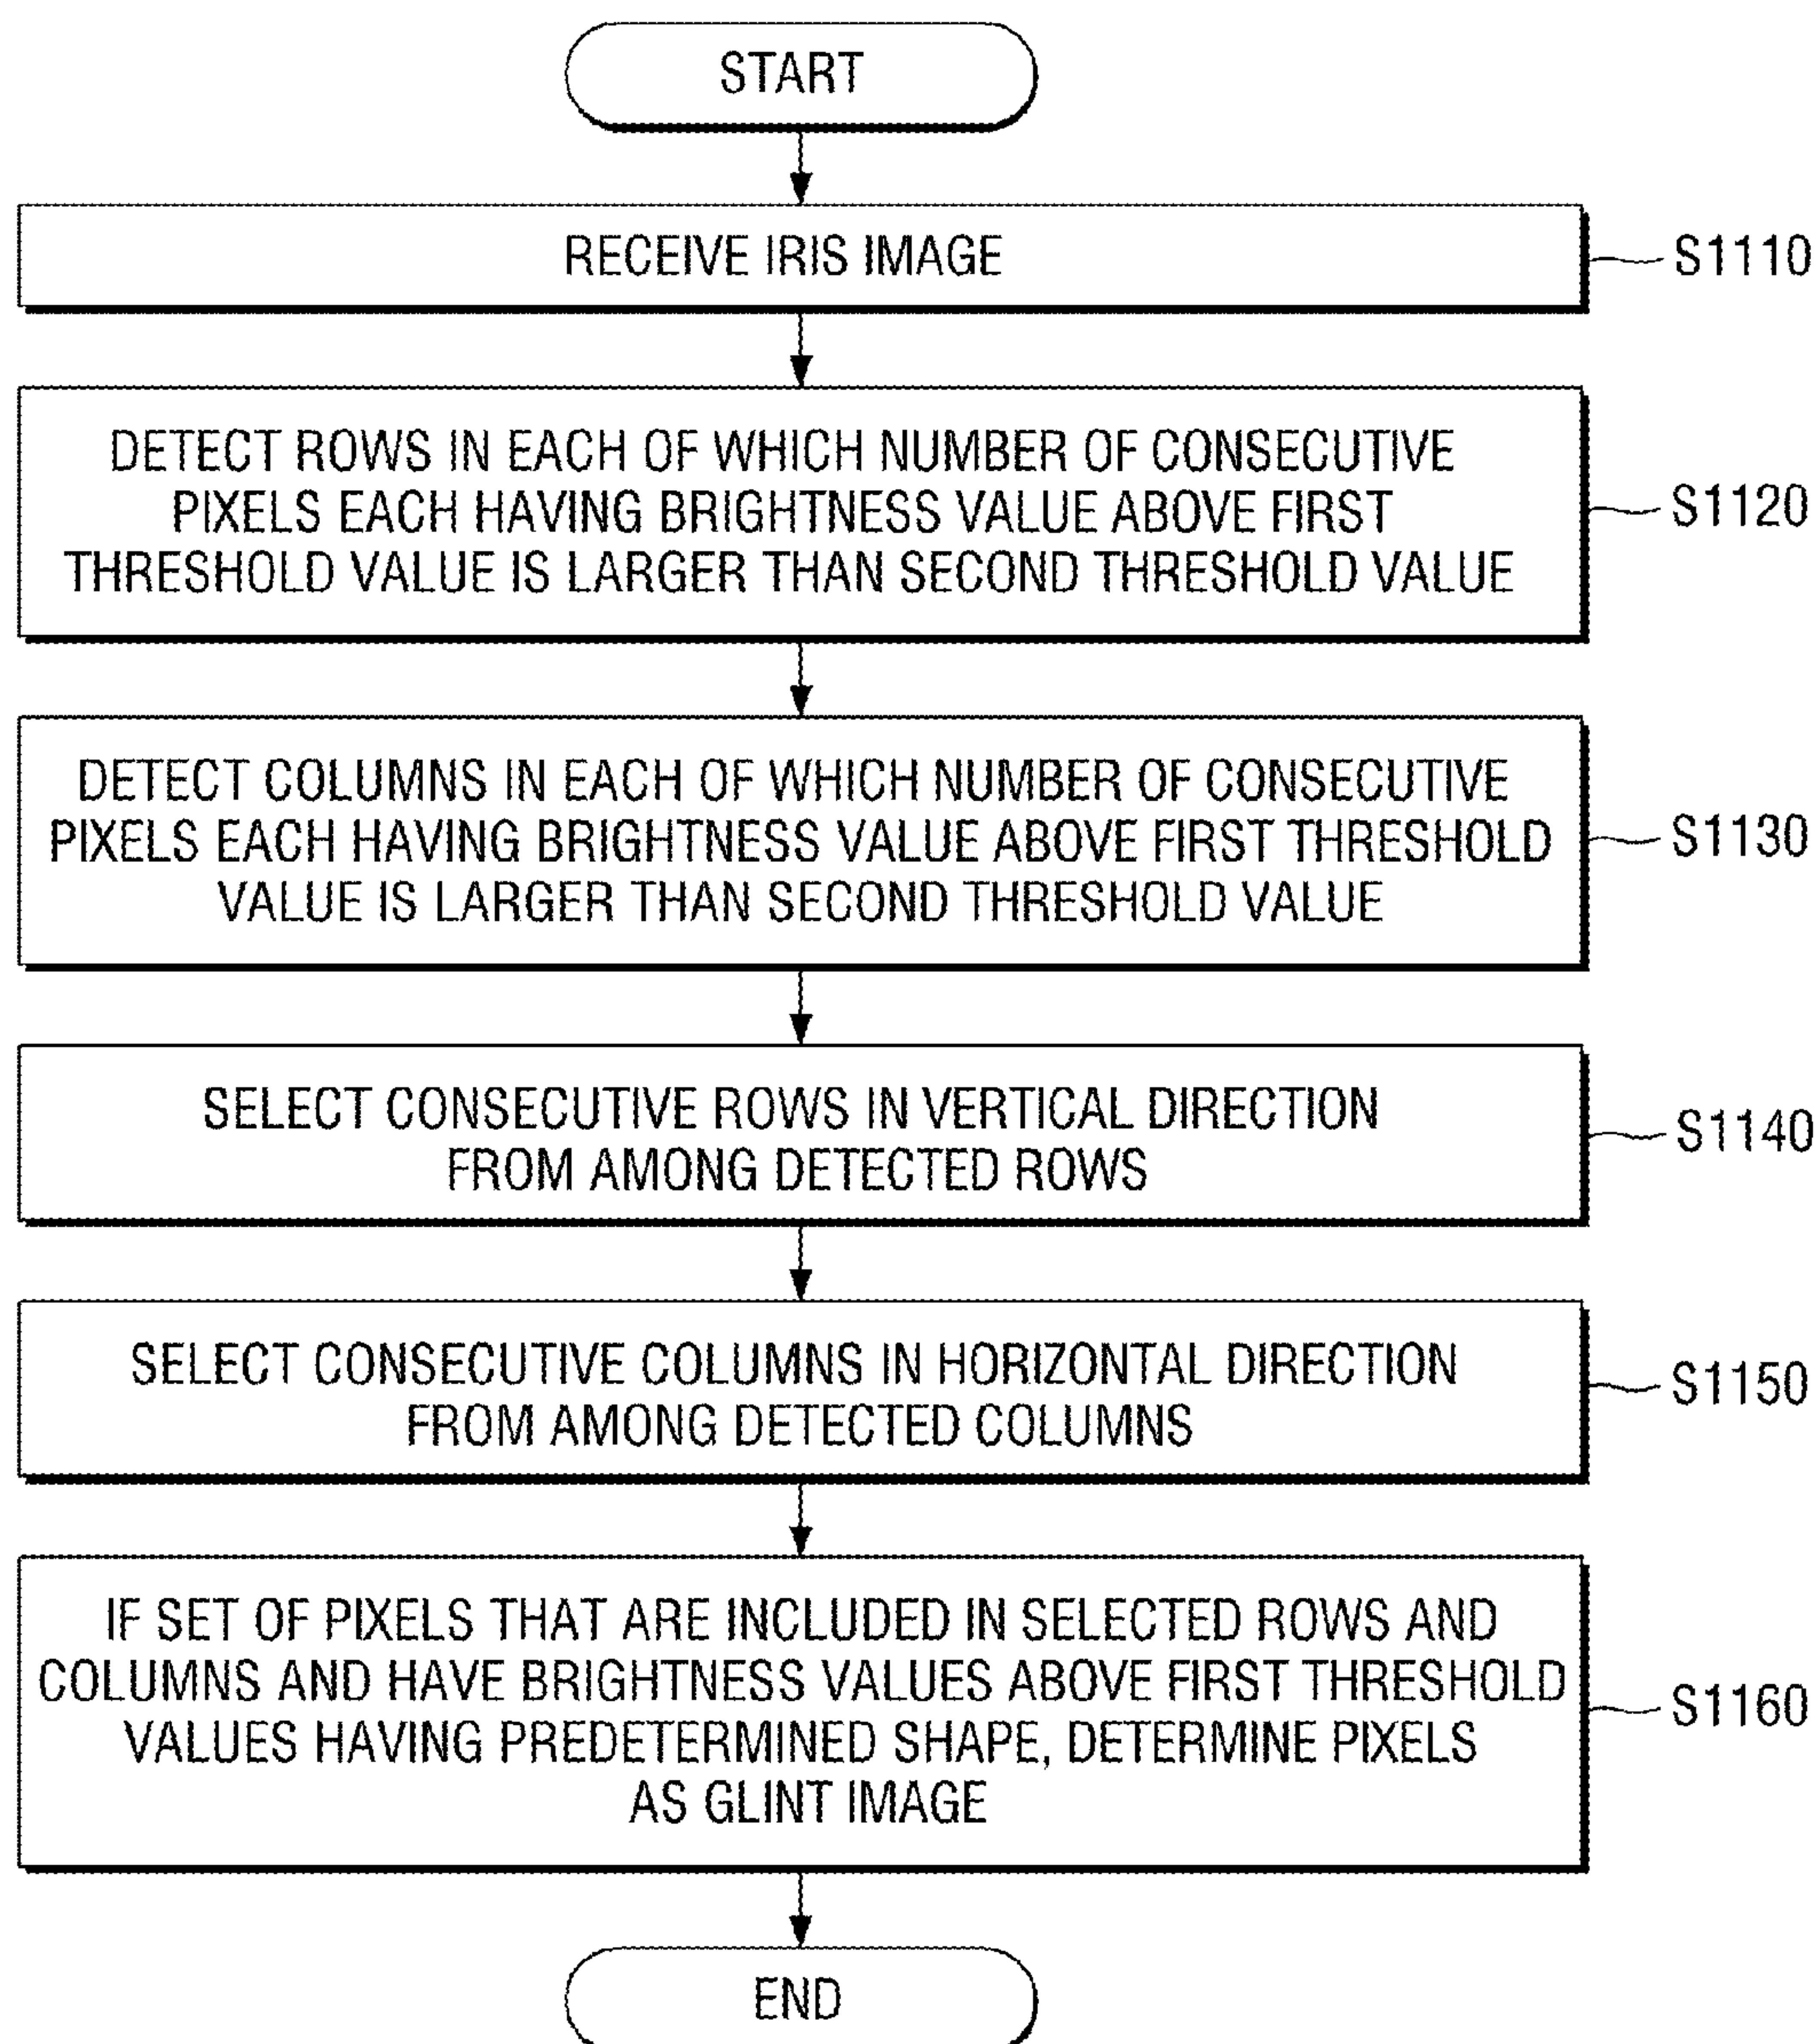 START
RECEIVE IRIS IMAGE
S1110
DETECT ROWS IN EACH OF WHICH NUMBER OF CONSECUTIVE
PIXELS EACH HAVING BRIGHTNESS VALUE ABOVE FIRST
THRESHOLD VALUE IS LARGER THAN SECOND THRESHOLD VALUE
S1120
DETECT COLUMNS IN EACH OF WHICH NUMBER OF CONSECUTIVE
PIXELS EACH HAVING BRIGHTNESS VALUE ABOVE FIRST THRESHOLD
VALUE IS LARGER THAN SECOND THRESHOLD VALUE
S1130
SELECT CONSECUTIVE ROWS IN VERTICAL DIRECTION
FROM AMONG DETECTED ROWS
S1140
SELECT CONSECUTIVE COLUMNS IN HORIZONTAL DIRECTION
FROM AMONG DETECTED COLUMNS
S1150
IF SET OF PIXELS THAT ARE INCLUDED IN SELECTED ROWS AND
COLUMNS AND HAVE BRIGHTNESS VALUES ABOVE FIRST THRESHOLD
VALUES HAVING PREDETERMINED SHAPE, DETERMINE PIXELS
AS GLINT IMAGE
S1160
END